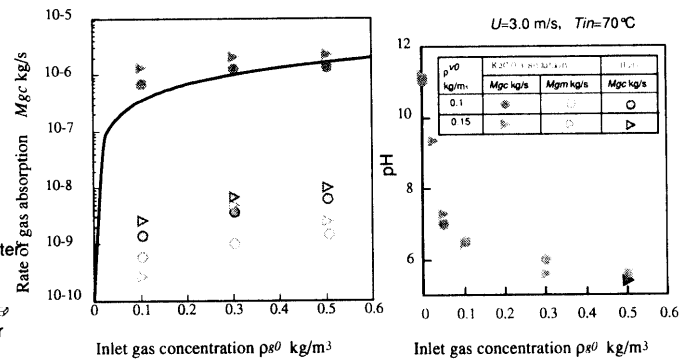 U=3.0 m/s, Tin=70°C
Rate of gas absorption Mgc kg/s
10-5
10-6
10-7
10-8
10-9
10-10
0
0.1
0.2
0.3
0.4
0.5
0.6
Inlet gas concentration ρg0 kg/m3
pH
12
10
8
6
ρv0
kg/m3
Mgc kg/s
Mgm kg/s
Mgc kg/s
0.1
0.15
0
0.1
0.2
0.3
0.4
0.5
0.6
Inlet gas concentration ρg0 kg/m3
ter
r